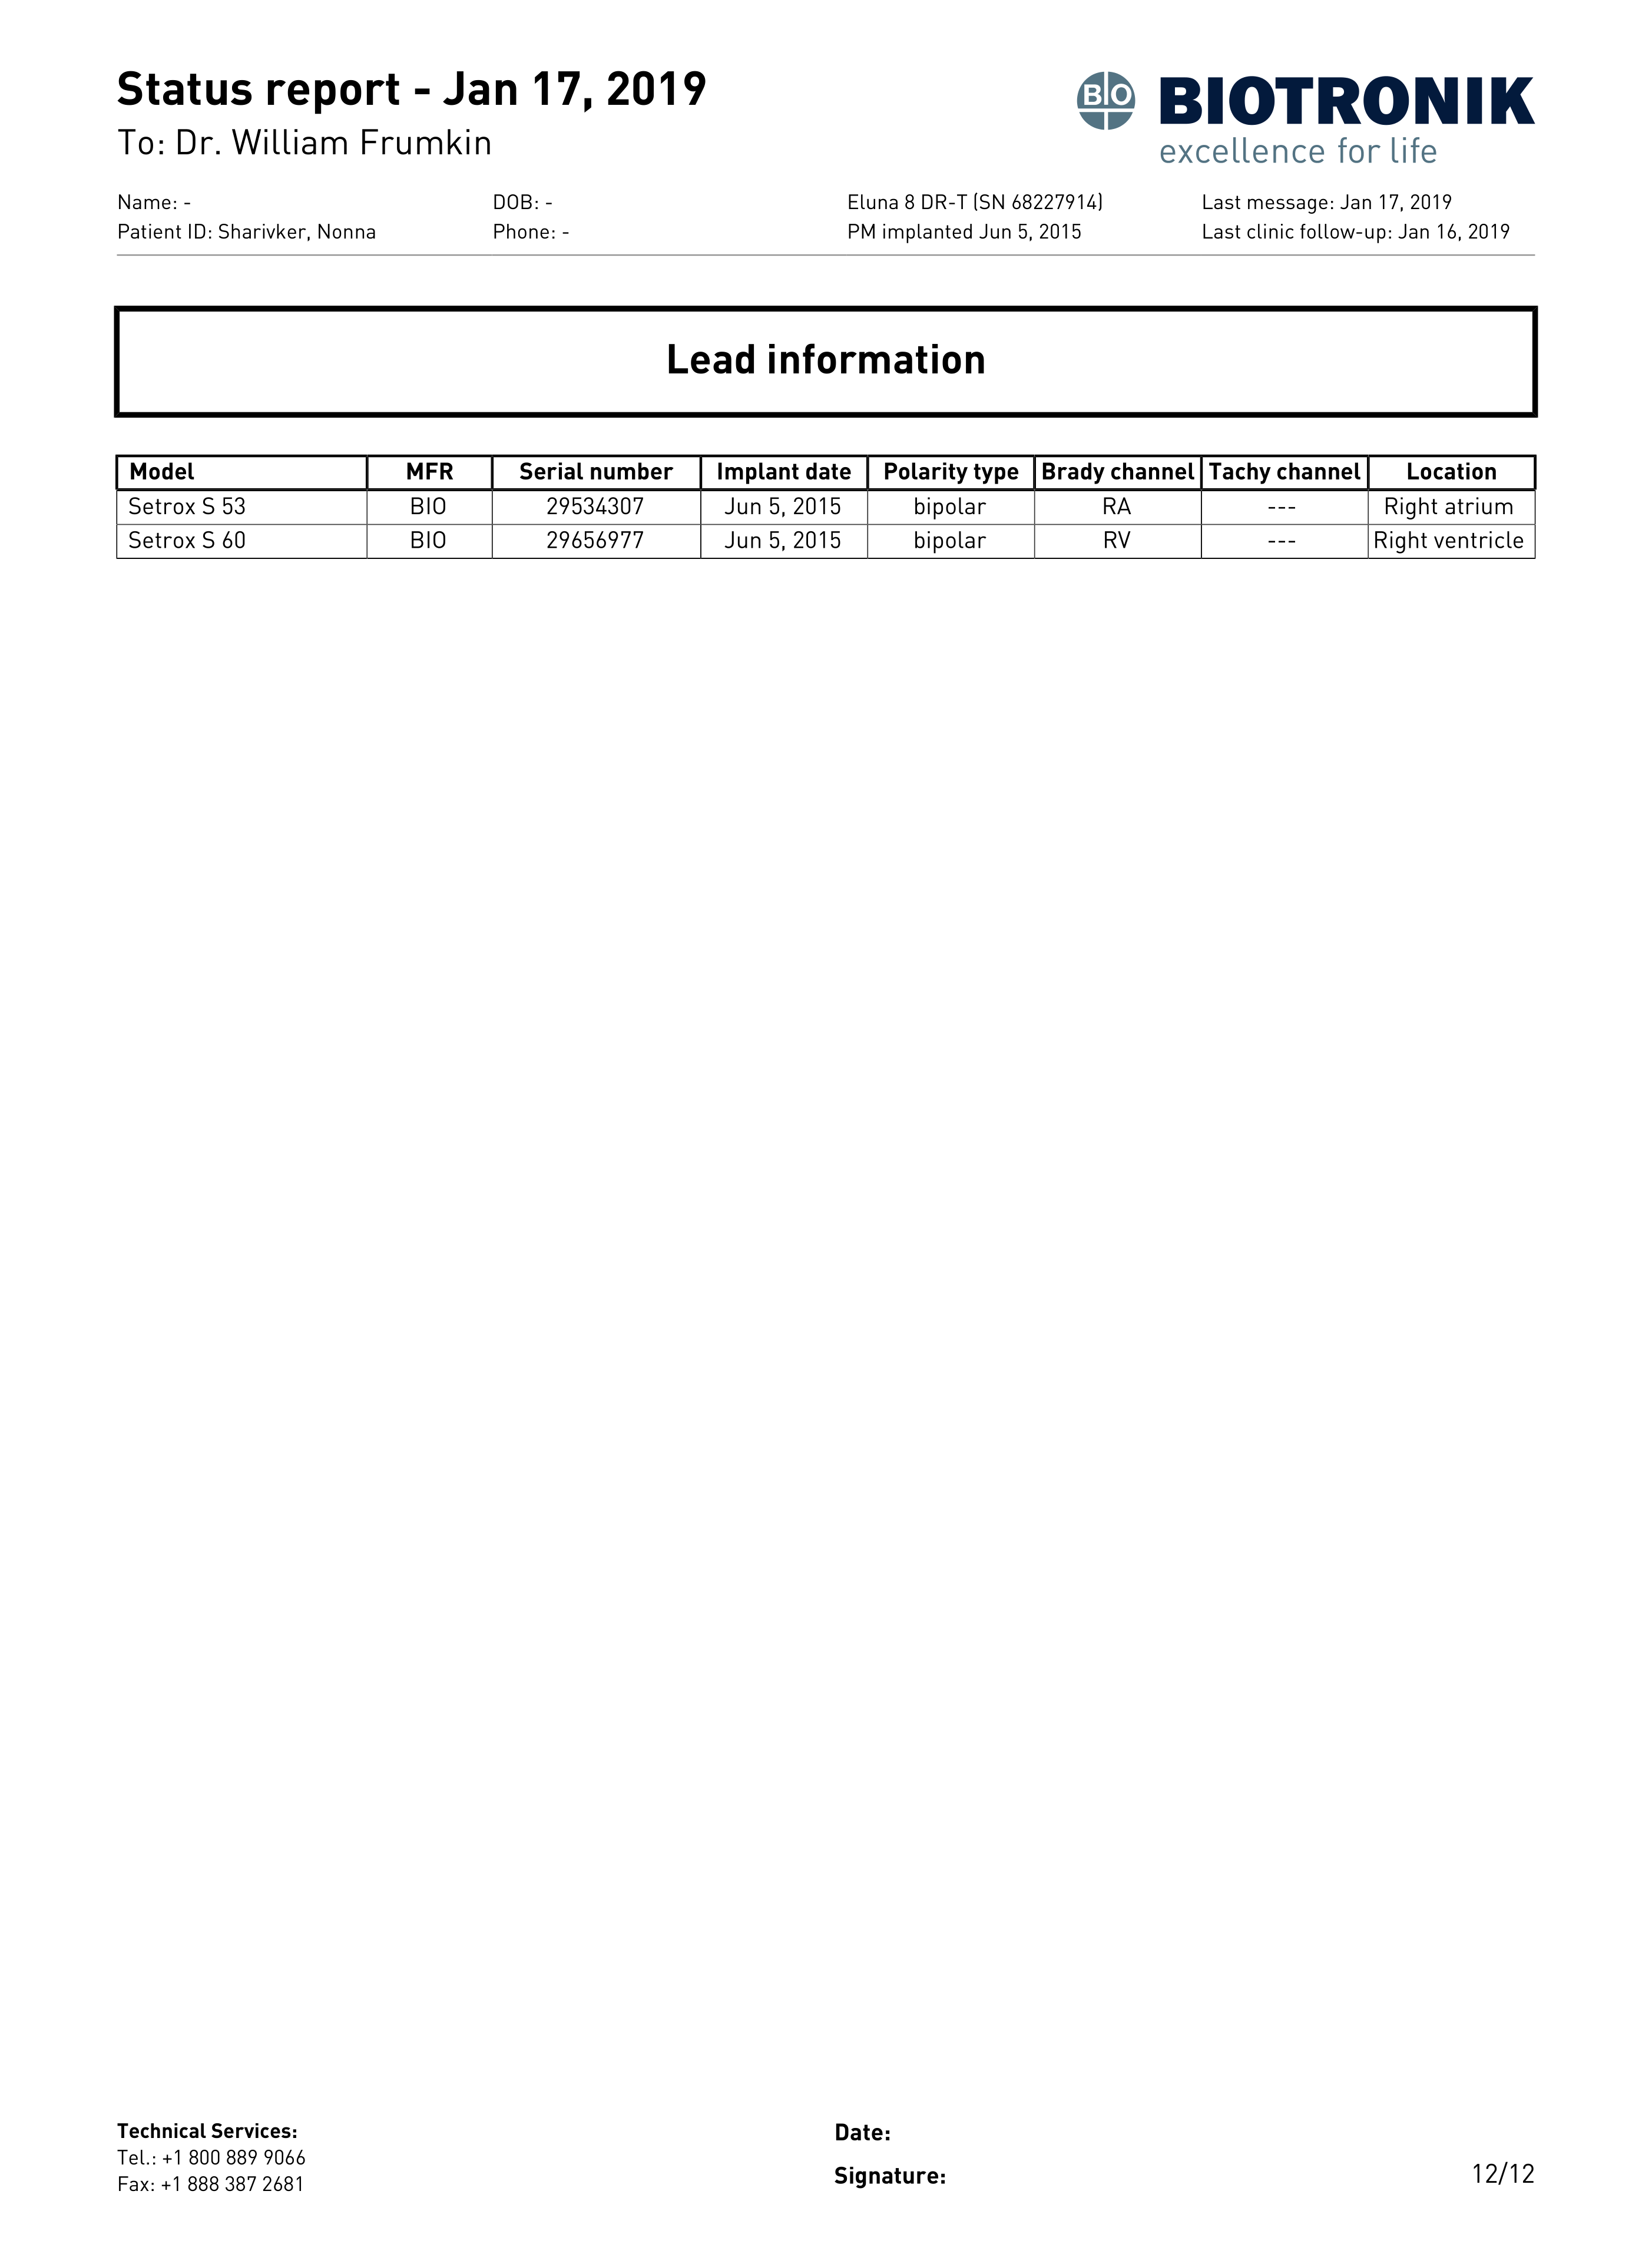 Status report - Jan 17, 2019
To: Dr. William Frumkin
BIO
BIOTRONIK
excellence for life
Name: - DOB: - Eluna 8 DR-T (SN 68227914) Last message: Jan 17, 2019
Patient ID: Sharivker, Nonna Phone: - PM implanted Jun 5, 2015 Last clinic follow-up: Jan 16, 2019
Lead information
Model MFR Serial number Implant date Polarity type Brady channel Tachy channel Location
Setrox S 53 BIO 29534307 Jun 5, 2015 bipolar RA --- Right atrium
Setrox S 60 BIO 29656977 Jun 5, 2015 bipolar RV --- Right ventricle
Technical Services:
Tel.: +1 800 889 9066
Fax: +1 888 387 2681
Date:
Signature:
12/12